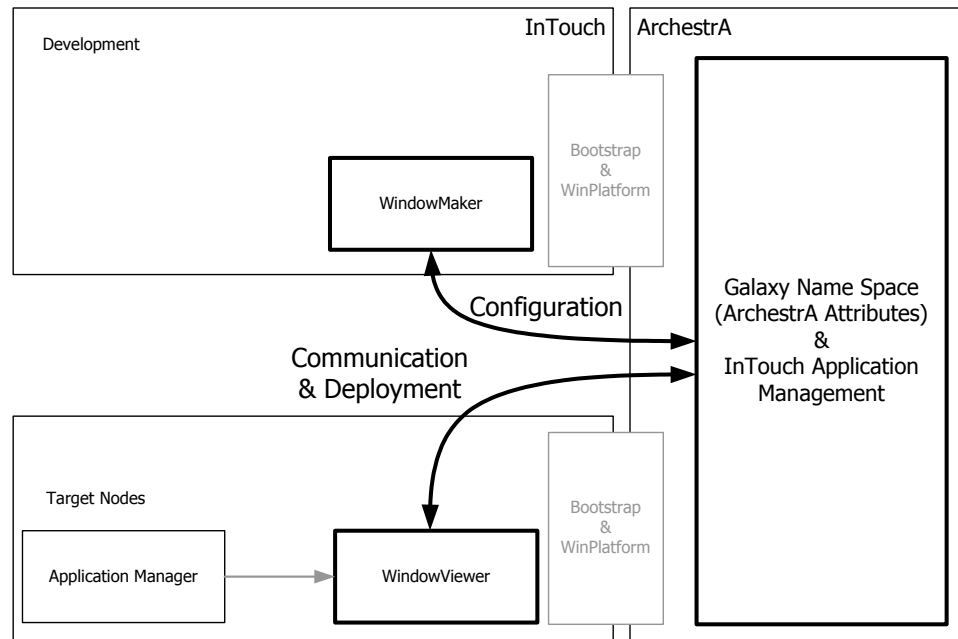 InTouch
ArchestrA
Development
Bootstrap
&
WinPlatform
WindowMaker
Galaxy Name Space
(ArchestrA Attributes)
&
InTouch Application
Management
Configuration
Communication
& Deployment
Target Nodes
Bootstrap
&
WinPlatform
Application Manager
WindowViewer